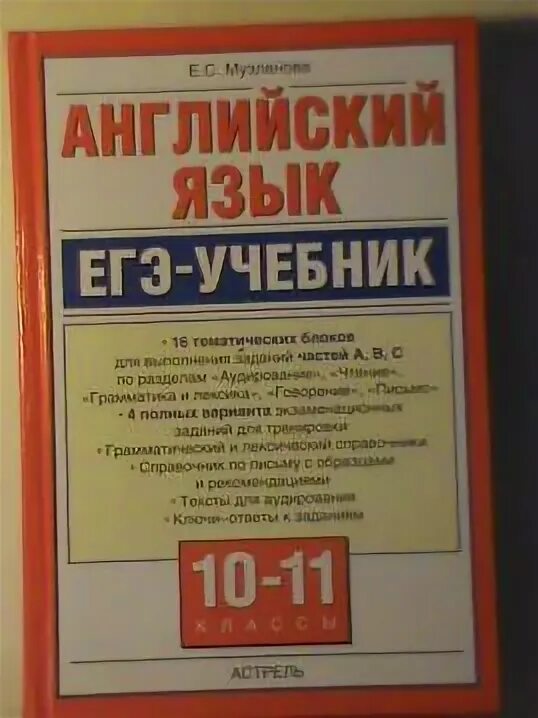 Е.С. Музланова
АНГЛИЙСКИЙ
ЯЗЫК
ЕГЭ-УЧЕБНИК
• 16 тематических блоков
для выполнения заданий частей А, В, С
по разделам «Аудирование», «Чтение»,
«Грамматика и лексика», «Говорение», «Письмо»
• 4 полных варианта экзаменационных
заданий для тренировки
• Грамматический и лексический справочники
• Справочник по письму с образцами
и рекомендациями
• Тексты для аудирования
• Ключи-ответы к заданиям
10-11
КЛАССЫ
АСТРЕЛЬ